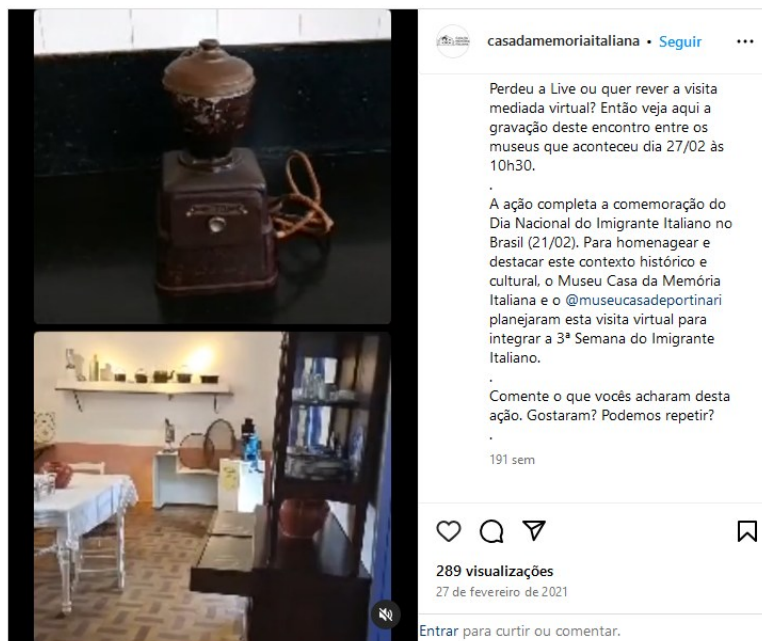 casadamemoriaitaliana • Seguir
Perdeu a Live ou quer rever a visita
mediada virtual? Então veja aqui a
gravação deste encontro entre os
museus que aconteceu dia 27/02 às
10h30.
.
A ação completa a comemoração do
Dia Nacional do Imigrante Italiano no
Brasil (21/02). Para homenagear e
destacar este contexto histórico e
cultural, o Museu Casa da Memória
Italiana e o @museucasadeportinari
planejaram esta visita virtual para
integrar a 3ª Semana do Imigrante
Italiano.
.
Comente o que vocês acharam desta
ação. Gostaram? Podemos repetir?
.
191 sem
289 visualizações
27 de fevereiro de 2021
Entrar para curtir ou comentar.